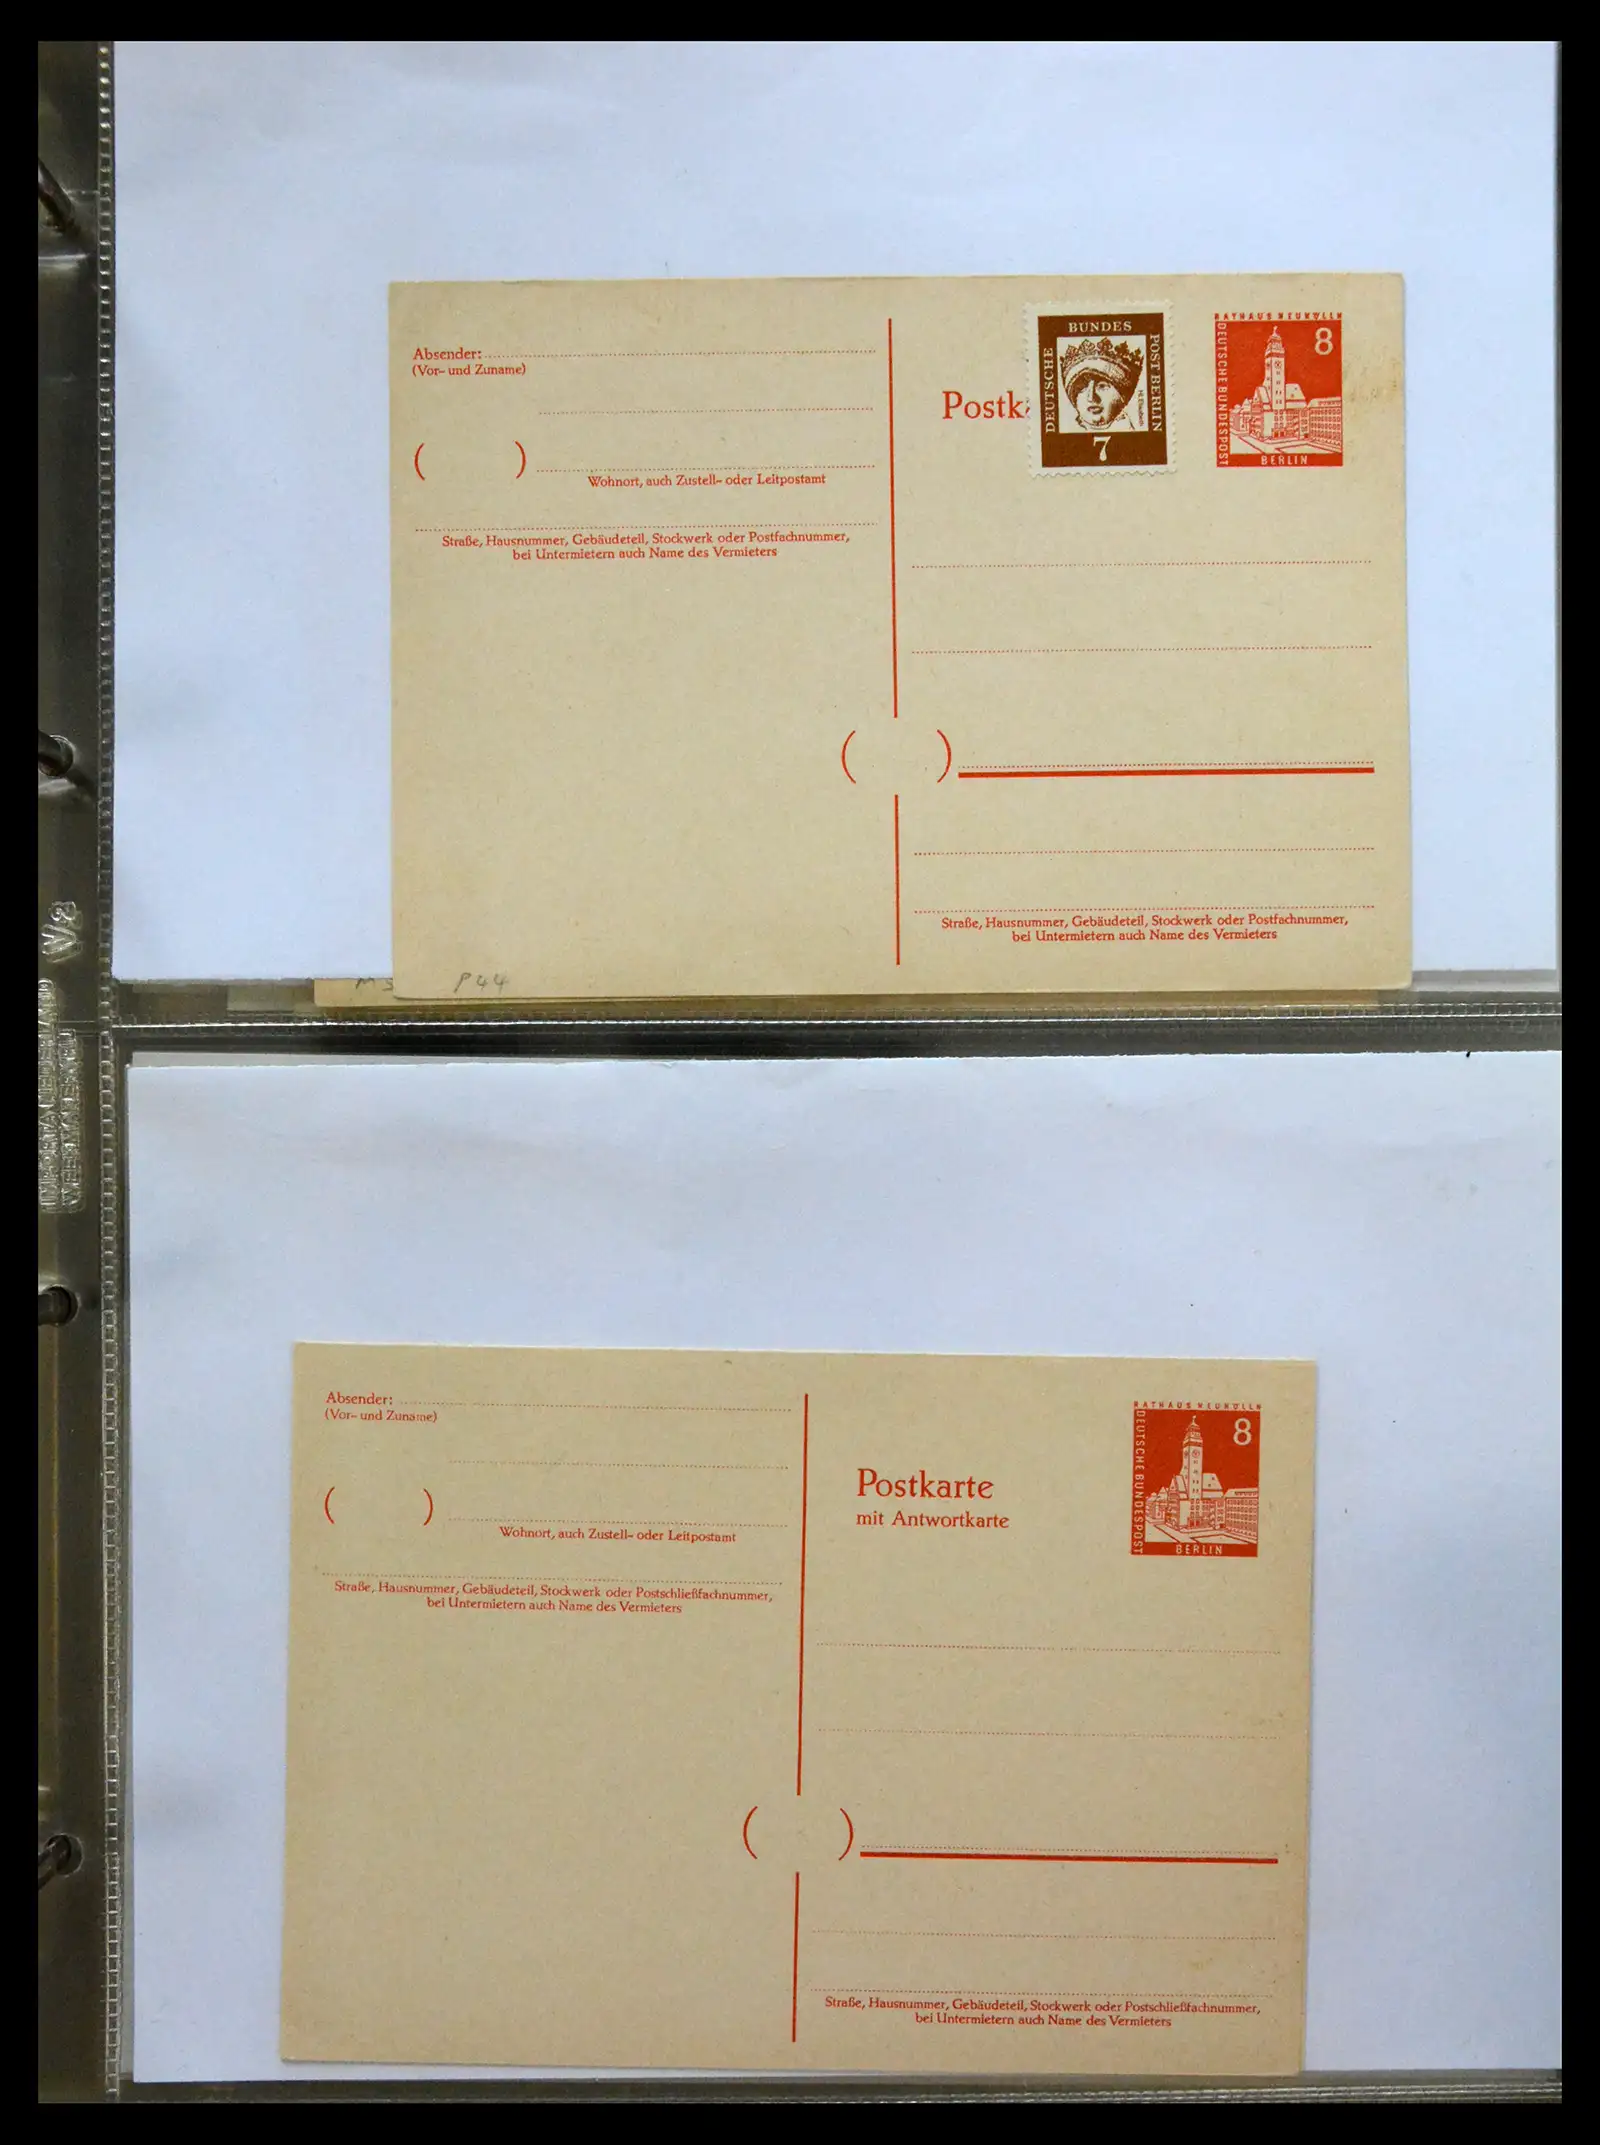 Absender:
(Vor- und Zuname)
( )
Wohnort, auch Zustell- oder Leitpostamt
Straße, Hausnummer, Gebäudeteil, Stockwerk oder Postfachnummer,
bei Untermietern auch Name des Vermieters
Postk
DEUTSCHE
BUNDES
POST BERLIN
Hl. Elisabeth
7
RATHAUS NEUKÖLLN
DEUTSCHE BUNDESPOST
8
BERLIN
( )
Straße, Hausnummer, Gebäudeteil, Stockwerk oder Postfachnummer,
bei Untermietern auch Name des Vermieters
P44
Absender:
(Vor- und Zuname)
( )
Wohnort, auch Zustell- oder Leitpostamt
Straße, Hausnummer, Gebäudeteil, Stockwerk oder Postschließfachnummer,
bei Untermietern auch Name des Vermieters
Postkarte
mit Antwortkarte
RATHAUS NEUKÖLLN
DEUTSCHE BUNDESPOST
8
BERLIN
( )
Straße, Hausnummer, Gebäudeteil, Stockwerk oder Postschließfachnummer,
bei Untermietern auch Name des Vermieters